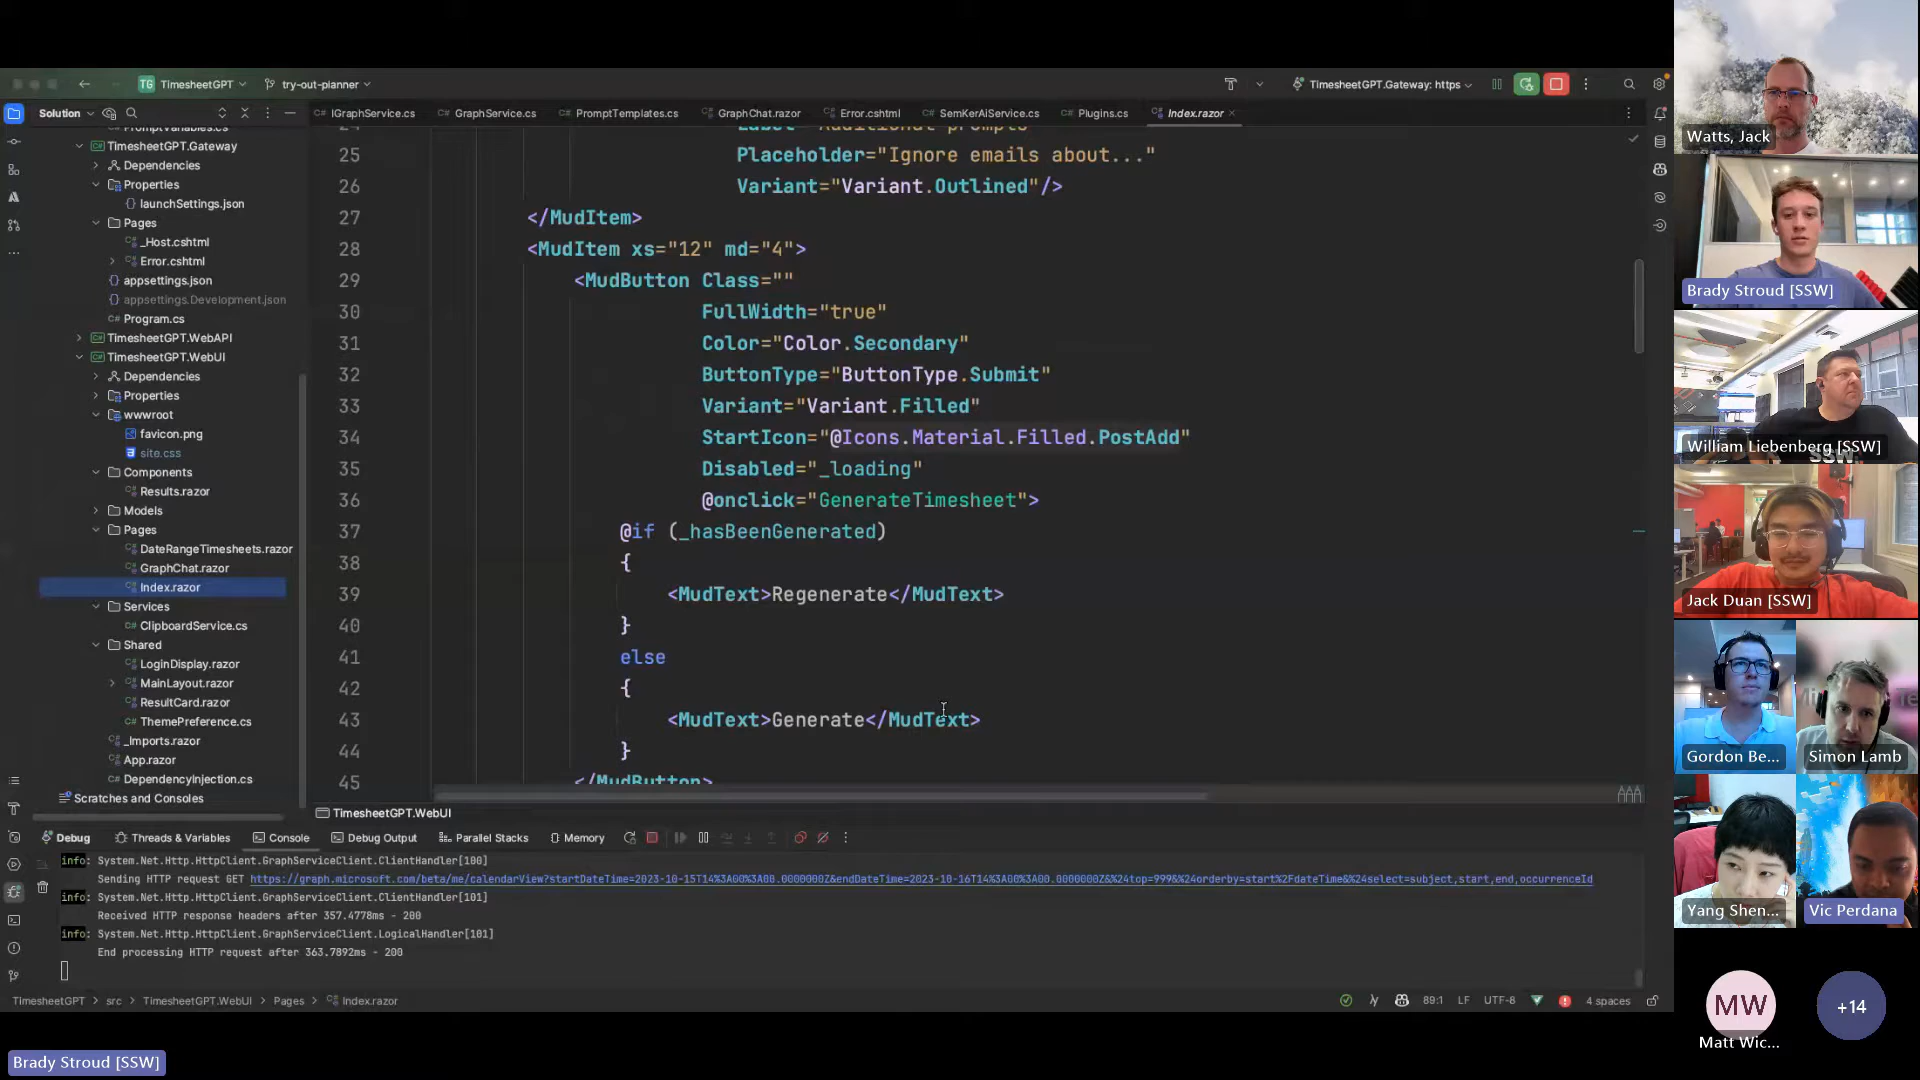 TG TimesheetGPT
try-out-planner
TimesheetGPT.Gateway: https
Solution
IGraphService.cs
GraphService.cs
PromptTemplates.cs
GraphChat.razor
Error.cshtml
SemKerAiService.cs
Plugins.cs
Index.razor
PromptVariables.cs
TimesheetGPT.Gateway
Dependencies
Properties
launchSettings.json
Pages
_Host.cshtml
Error.cshtml
appsettings.json
appsettings.Development.json
Program.cs
TimesheetGPT.WebAPI
TimesheetGPT.WebUI
Dependencies
Properties
wwwroot
favicon.png
site.css
Components
Results.razor
Models
Pages
DateRangeTimesheets.razor
GraphChat.razor
Index.razor
Services
ClipboardService.cs
Shared
LoginDisplay.razor
MainLayout.razor
ResultCard.razor
ThemePreference.cs
_Imports.razor
App.razor
DependencyInjection.cs
Scratches and Consoles
24 Label="Additional prompts"
25 Placeholder="Ignore emails about..."
26 Variant="Variant.Outlined"/>
27 </MudItem>
28 <MudItem xs="12" md="4">
29 <MudButton Class=""
30 FullWidth="true"
31 Color="Color.Secondary"
32 ButtonType="ButtonType.Submit"
33 Variant="Variant.Filled"
34 StartIcon="@Icons.Material.Filled.PostAdd"
35 Disabled="_loading"
36 @onclick="GenerateTimesheet">
37 @if (_hasBeenGenerated)
38 {
39 <MudText>Regenerate</MudText>
40 }
41 else
42 {
43 <MudText>Generate</MudText>
44 }
45 </MudButton>
TimesheetGPT.WebUI
Debug
Threads & Variables
Console
Debug Output
Parallel Stacks
Memory
info: System.Net.Http.HttpClient.GraphServiceClient.ClientHandler[100]
Sending HTTP request GET https://graph.microsoft.com/beta/me/calendarView?startDateTime=2023-10-15T14%3A00%3A00.0000000Z&endDateTime=2023-10-16T14%3A00%3A00.0000000Z&%24top=999&%24orderby=start%2FdateTime&%24select=subject,start,end,occurrenceId
info: System.Net.Http.HttpClient.GraphServiceClient.ClientHandler[101]
Received HTTP response headers after 357.4778ms - 200
info: System.Net.Http.HttpClient.GraphServiceClient.LogicalHandler[101]
End processing HTTP request after 363.7892ms - 200
TimesheetGPT > src > TimesheetGPT.WebUI > Pages > Index.razor
89:1 LF UTF-8 4 spaces
Brady Stroud [SSW]
Watts, Jack
Brady Stroud [SSW]
William Liebenberg [SSW]
Jack Duan [SSW]
Gordon Be...
Simon Lamb
Yang Shen...
Vic Perdana
MW
Matt Wic...
+14